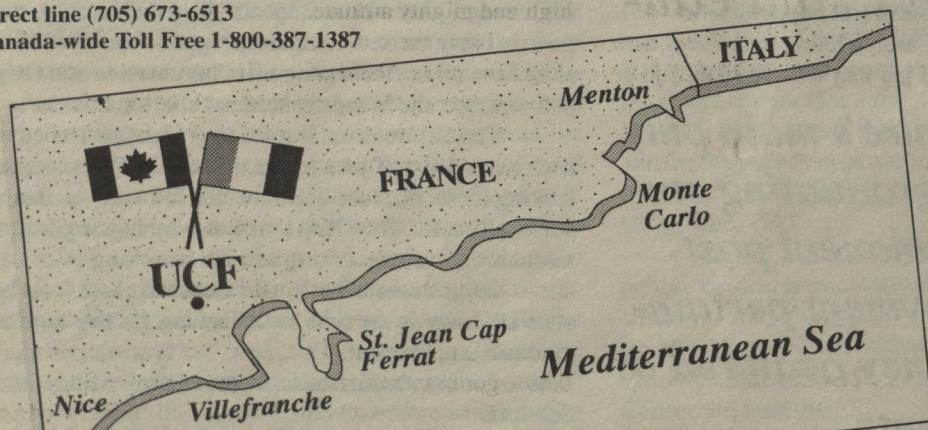 rect line (705) 673-6513
anada-wide Toll Free 1-800-387-1387
ITALY
Menton
FRANCE
Monte
Carlo
UCF
St. Jean Cap
Ferrat
Mediterranean Sea
Nice
Villefranche